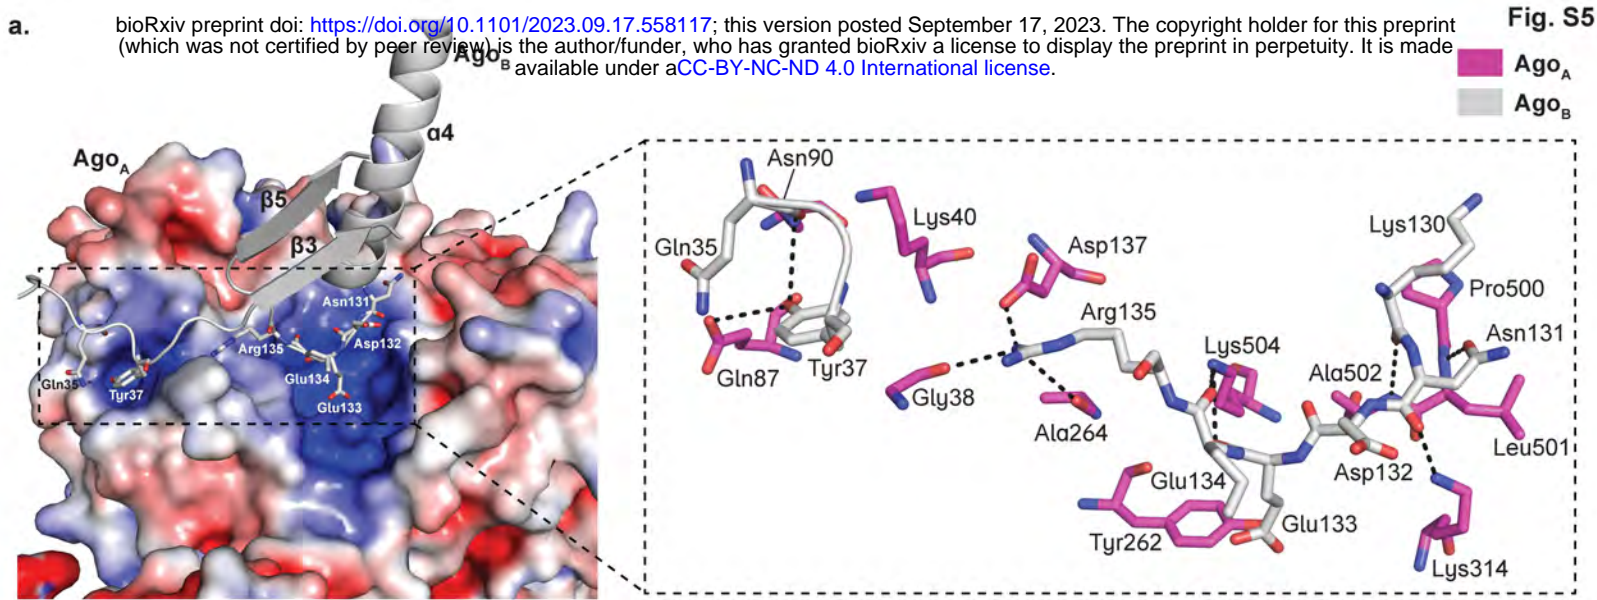 a.
bioRxiv preprint doi: https://doi.org/10.1101/2023.09.17.558117; this version posted September 17, 2023. The copyright holder for this preprint
(which was not certified by peer review) is the author/funder, who has granted bioRxiv a license to display the preprint in perpetuity. It is made
available under aCC-BY-NC-ND 4.0 International license.
Fig. S5
AgoA
AgoB
AgoB
α4
AgoA
β5
β3
Asn131
Arg135
Asp132
Glu134
Gln35
Tyr37
Glu133
Asn90
Gln35
Lys40
Asp137
Lys130
Pro500
Arg135
Asn131
Lys504
Gln87
Tyr37
Gly38
Ala502
Ala264
Leu501
Glu134
Asp132
Tyr262
Glu133
Lys314